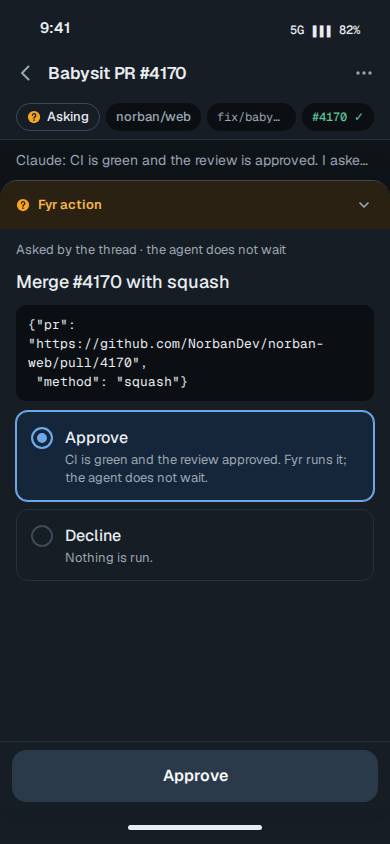 9:41
5G 82%
Babysit PR #4170
Asking
norban/web
fix/baby…
#4170 ✓
Claude: CI is green and the review is approved. I aske…
Fyr action
Asked by the thread · the agent does not wait
Merge #4170 with squash
{"pr":
"https://github.com/NorbanDev/norban-
web/pull/4170",
"method": "squash"}
Approve
CI is green and the review approved. Fyr runs it;
the agent does not wait.
Decline
Nothing is run.
Approve